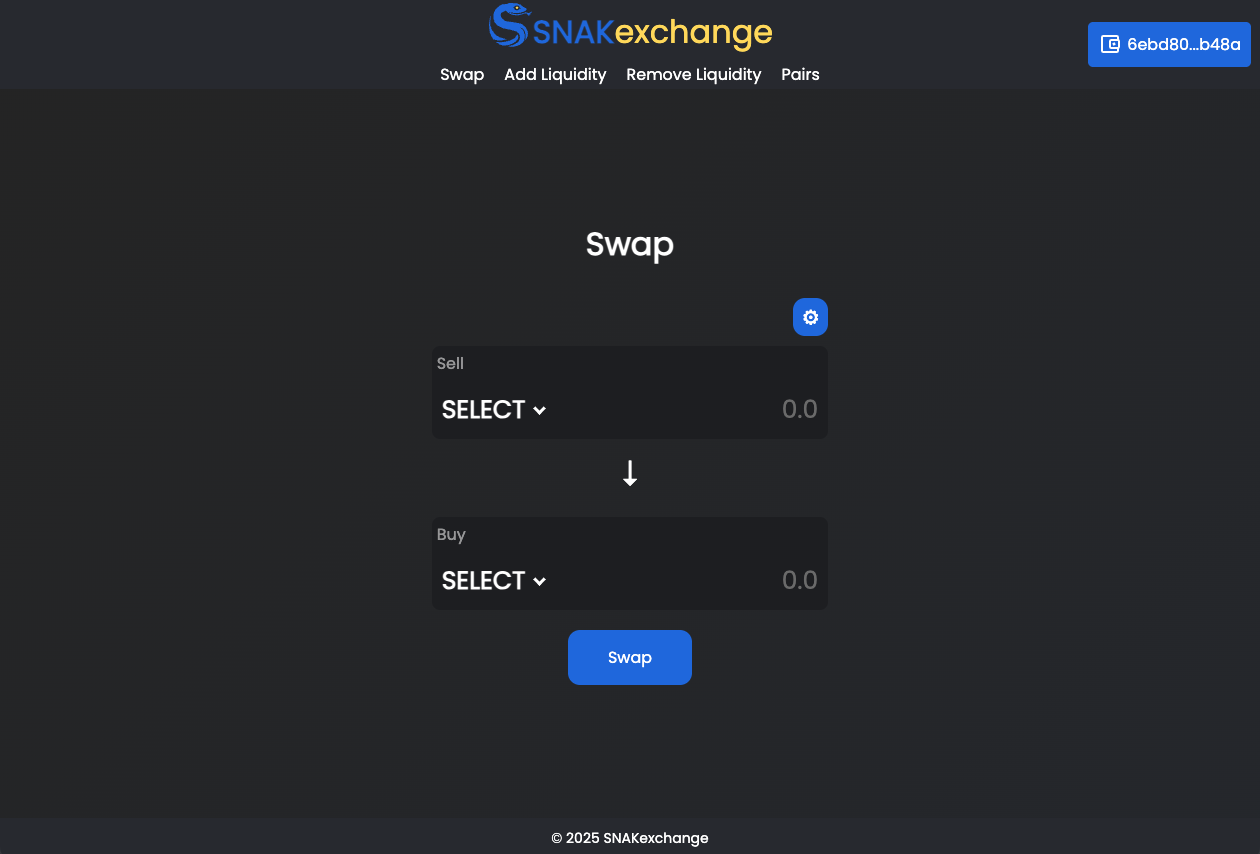 SNAKexchange
6ebd80...b48a
Swap Add Liquidity Remove Liquidity Pairs
Swap
Sell
SELECT 0.0
Buy
SELECT 0.0
Swap
© 2025 SNAKexchange